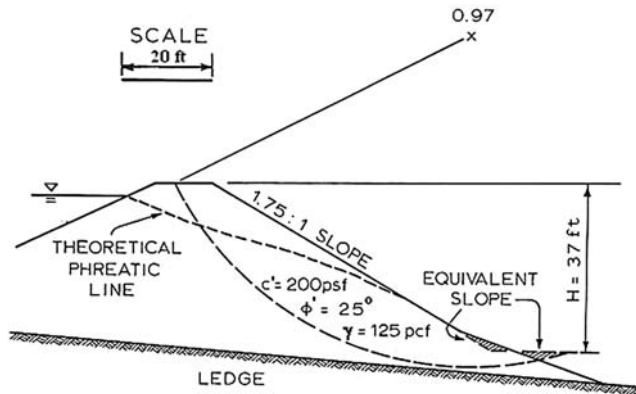 0.97
x
SCALE
20 ft
1.75:1 SLOPE
THEORETICAL
PHREATIC
LINE
c'= 200psf
ϕ' = 25°
γ = 125 pcf
EQUIVALENT
SLOPE
H = 37 ft
LEDGE